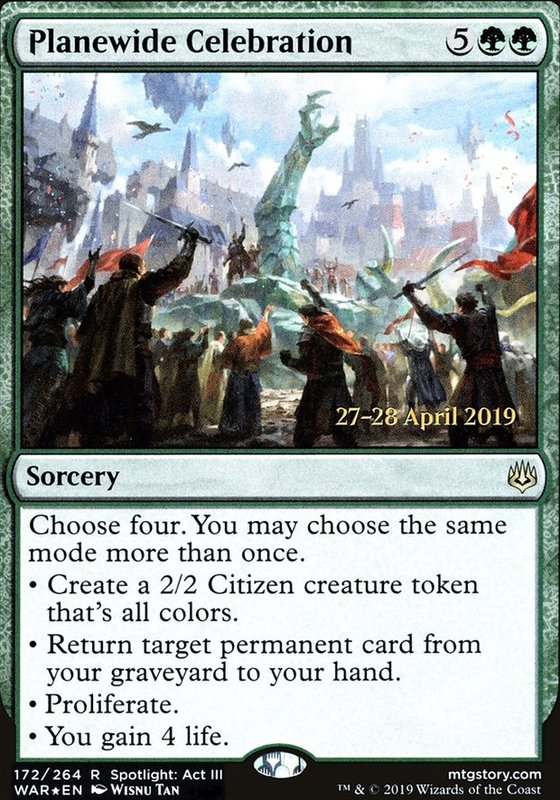 Planewide Celebration 5
27–28 April 2019
Sorcery
Choose four. You may choose the same
mode more than once.
• Create a 2/2 Citizen creature token
that's all colors.
• Return target permanent card from
your graveyard to your hand.
• Proliferate.
• You gain 4 life.
172/264 R Spotlight: Act III
WAR★EN Wisnu Tan
mtgstory.com
™ & © 2019 Wizards of the Coast